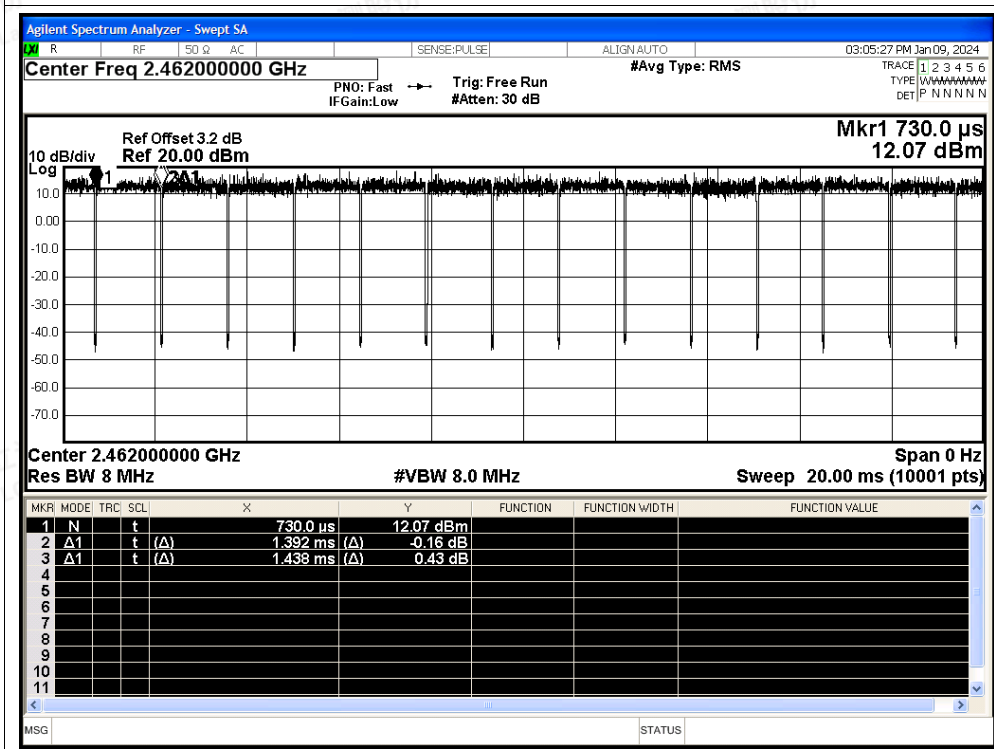 Agilent Spectrum Analyzer - Swept SA
LXI R RF 50 Ω AC SENSE:PULSE ALIGN AUTO 03:05:27 PM Jan 09, 2024
Center Freq 2.462000000 GHz #Avg Type: RMS TRACE 1 2 3 4 5 6
PNO: Fast Trig: Free Run TYPE WWWWWW
IFGain:Low #Atten: 30 dB DET P N N N N N
Mkr1 730.0 µs
Ref Offset 3.2 dB
10 dB/div Ref 20.00 dBm 12.07 dBm
Log
1 2Δ1
10.0
0.00
-10.0
-20.0
-30.0
-40.0
-50.0
-60.0
-70.0
Center 2.462000000 GHz Span 0 Hz
Res BW 8 MHz #VBW 8.0 MHz Sweep 20.00 ms (10001 pts)
MKR MODE TRC SCL X Y FUNCTION FUNCTION WIDTH FUNCTION VALUE
1 N t 730.0 µs 12.07 dBm
2 Δ1 t (Δ) 1.392 ms (Δ) -0.16 dB
3 Δ1 t (Δ) 1.438 ms (Δ) 0.43 dB
4
5
6
7
8
9
10
11
MSG STATUS